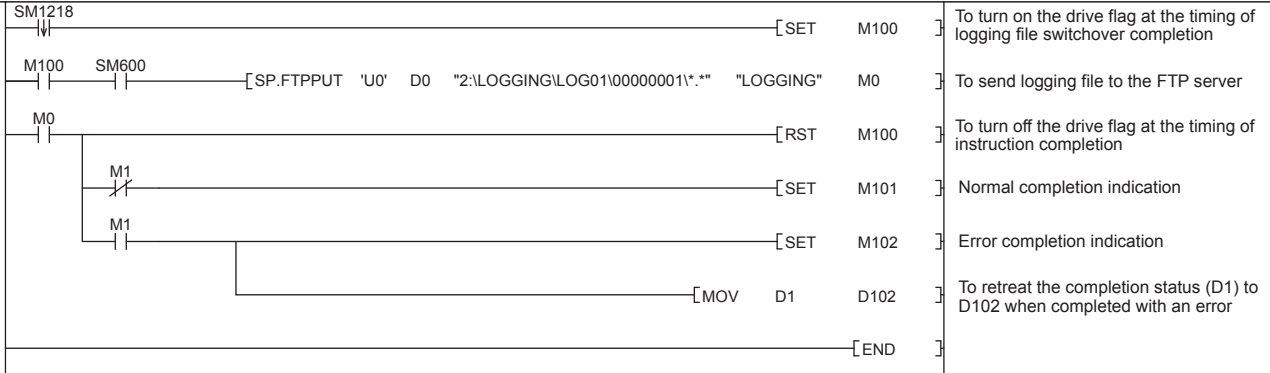 SM1218
SET M100 To turn on the drive flag at the timing of
logging file switchover completion
M100 SM600
SP.FTPPUT 'U0' D0 "2:\LOGGING\LOG01\00000001\*.*" "LOGGING" M0 To send logging file to the FTP server
M0
RST M100 To turn off the drive flag at the timing of
instruction completion
M1
SET M101 Normal completion indication
M1
SET M102 Error completion indication
MOV D1 D102 To retreat the completion status (D1) to
D102 when completed with an error
END